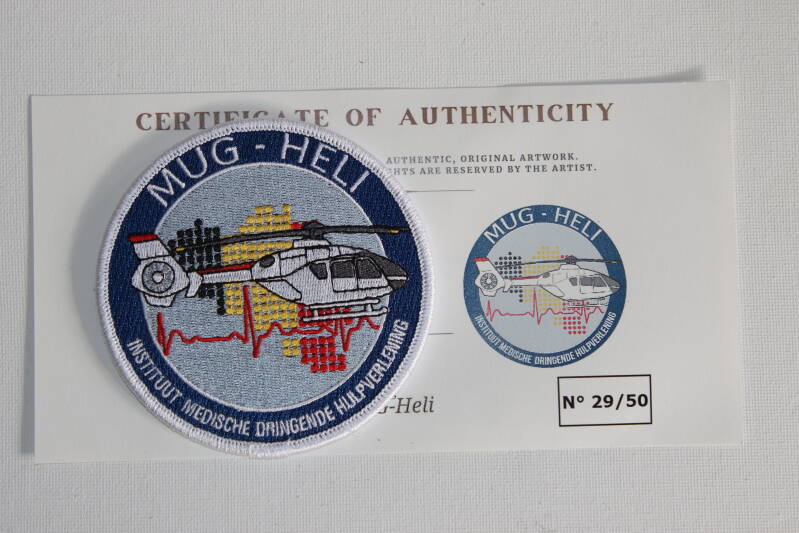 CERTIFICATE OF AUTHENTICITY
AUTHENTIC, ORIGINAL ARTWORK.
ARE RESERVED BY THE ARTIST.
MUG - HELI
INSTITUUT MEDISCHE DRINGENDE HULPVERLENING
MUG - HELI
INSTITUUT MEDISCHE DRINGENDE HULPVERLENING
-Heli
N° 29/50